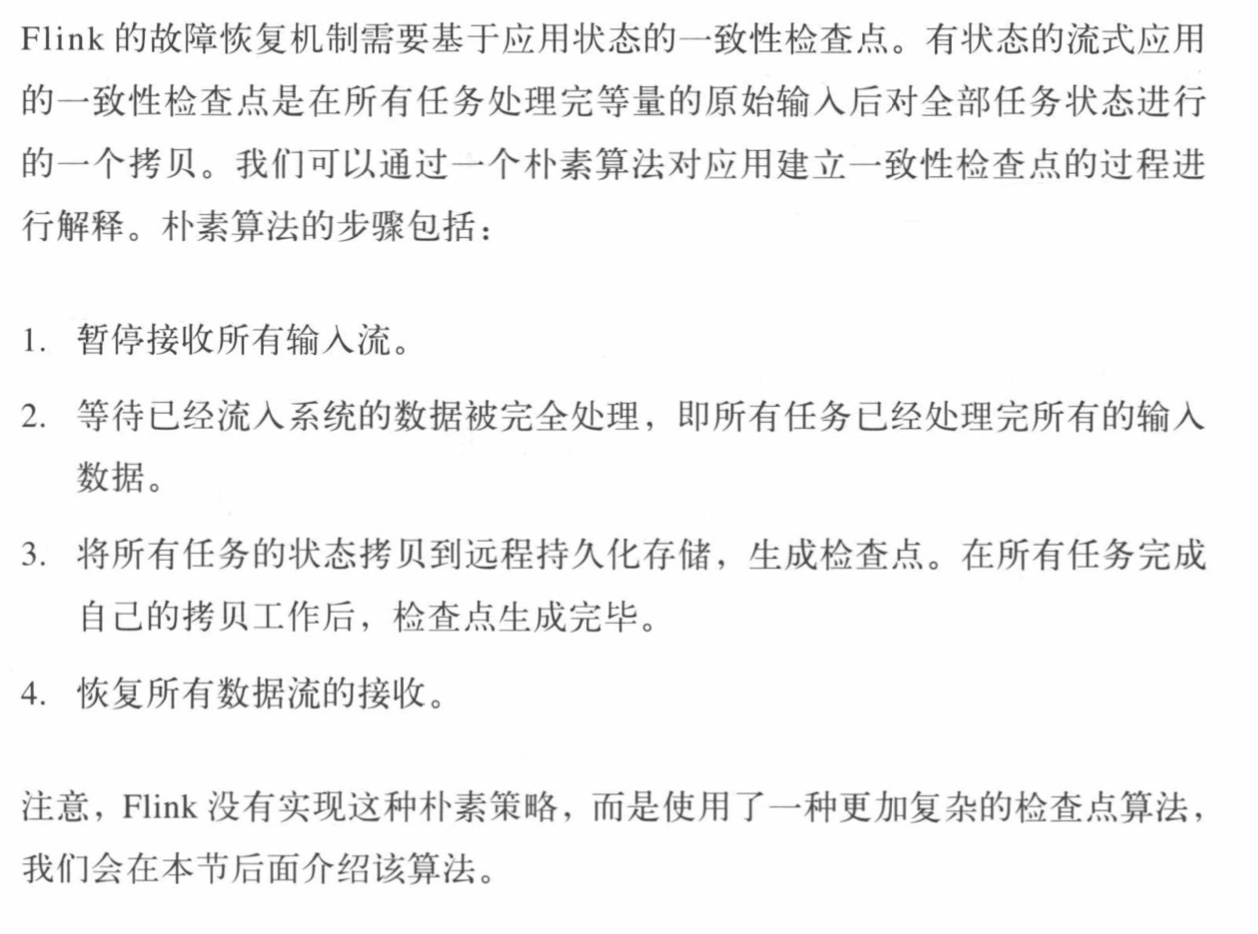 Flink 的故障恢复机制需要基于应用状态的一致性检查点。有状态的流式应用
的一致性检查点是在所有任务处理完等量的原始输入后对全部任务状态进行
的一个拷贝。我们可以通过一个朴素算法对应用建立一致性检查点的过程进
行解释。朴素算法的步骤包括：
1. 暂停接收所有输入流。
2. 等待已经流入系统的数据被完全处理，即所有任务已经处理完所有的输入
数据。
3. 将所有任务的状态拷贝到远程持久化存储，生成检查点。在所有任务完成
自己的拷贝工作后，检查点生成完毕。
4. 恢复所有数据流的接收。
注意，Flink 没有实现这种朴素策略，而是使用了一种更加复杂的检查点算法，
我们会在本节后面介绍该算法。